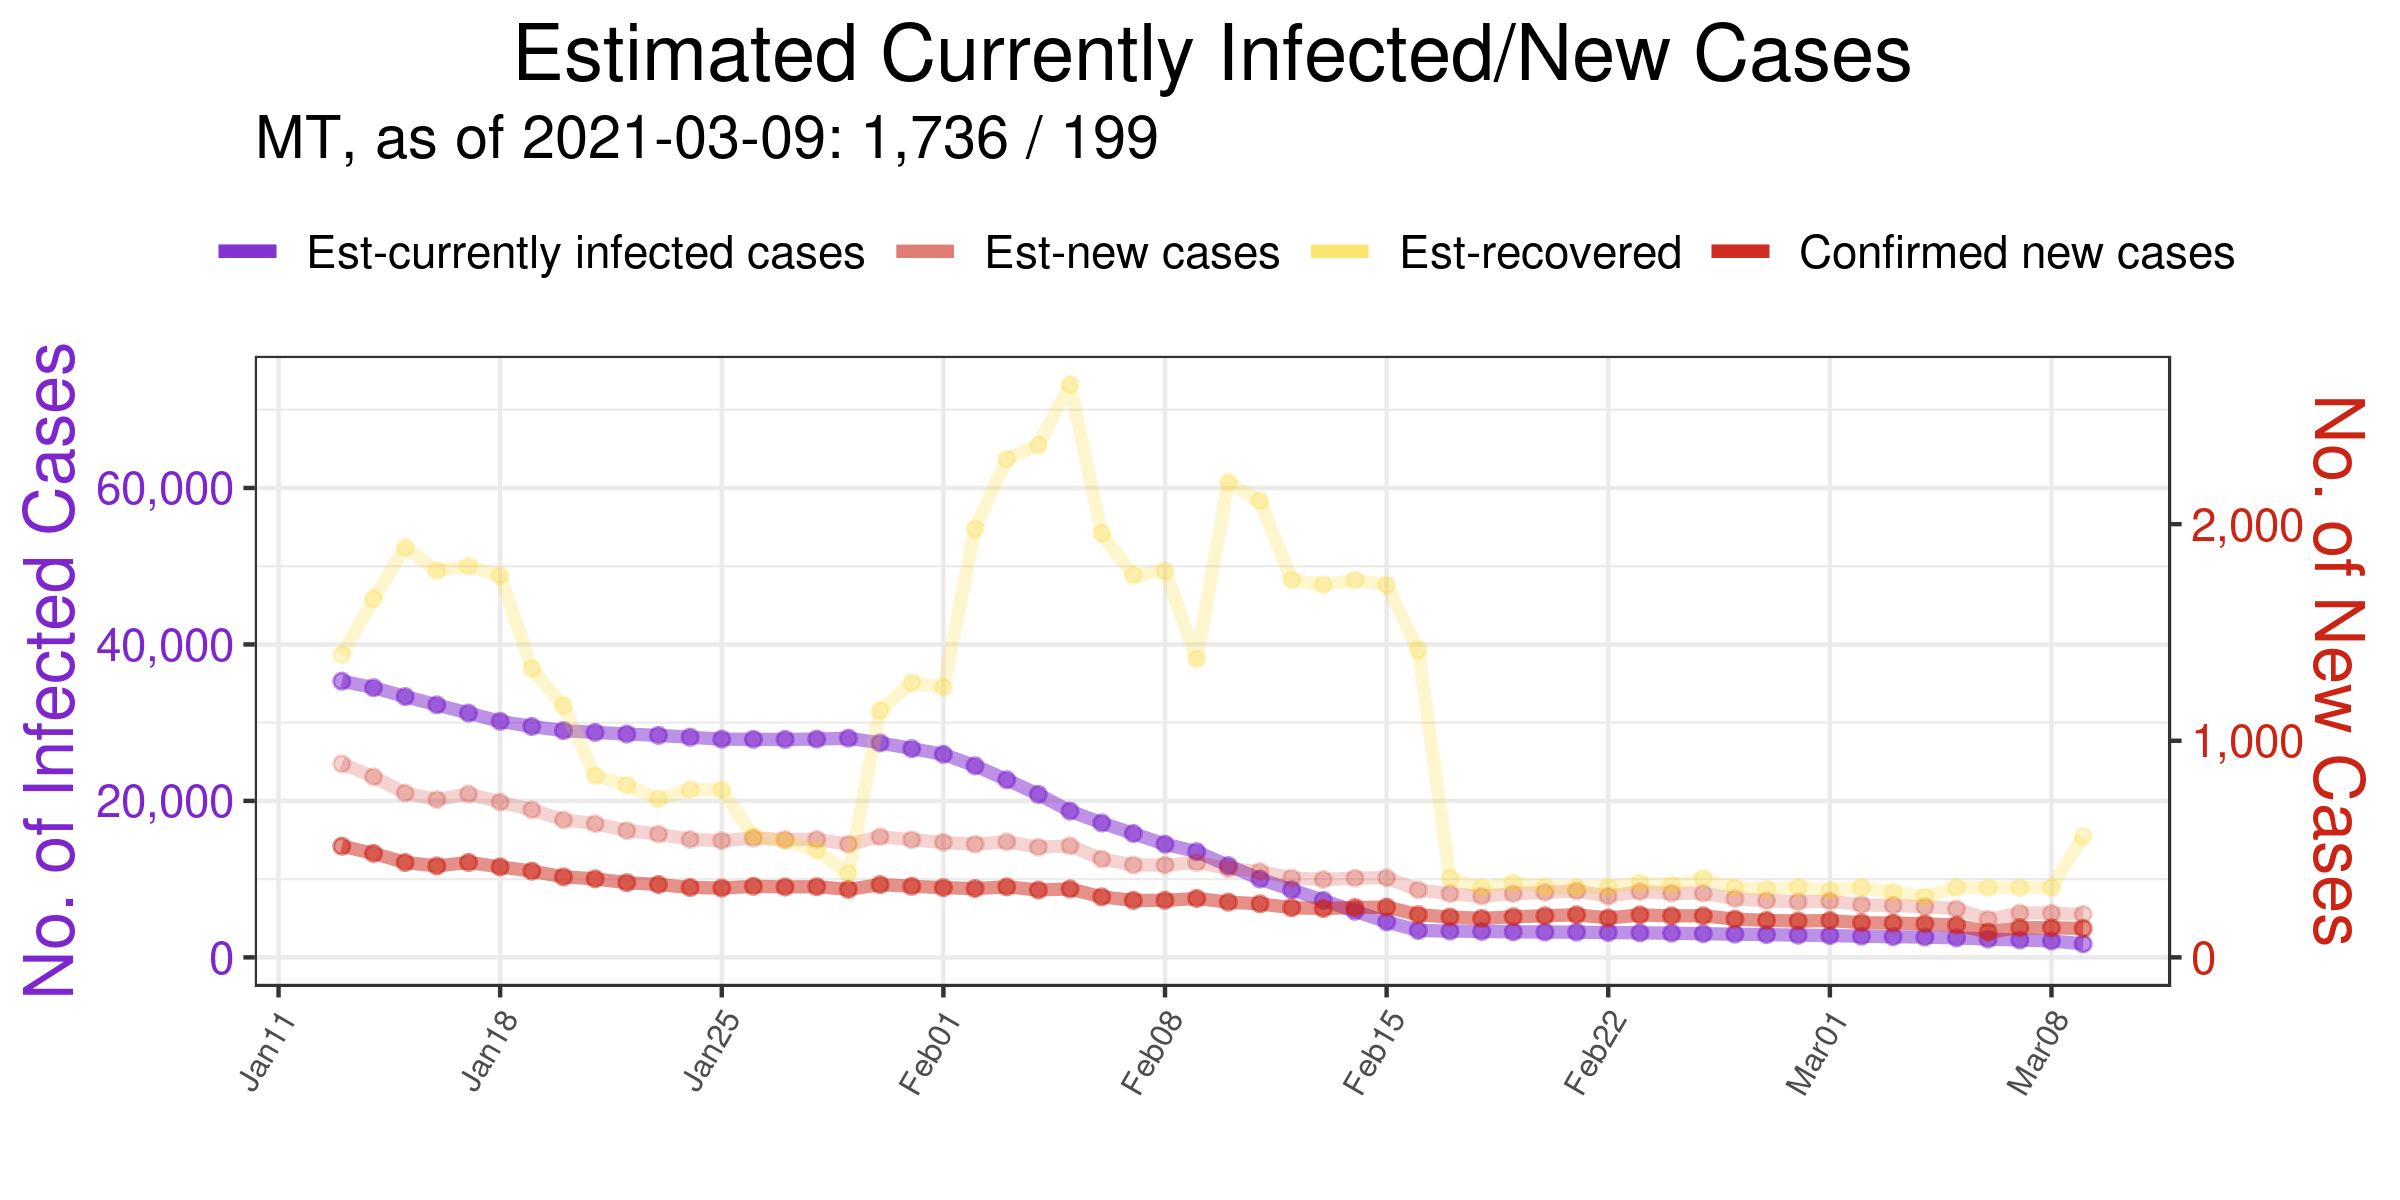 Estimated Currently Infected/New Cases
MT, as of 2021-03-09: 1,736 / 199
Est-currently infected cases Est-new cases Est-recovered Confirmed new cases
No. of Infected Cases
60,000
40,000
20,000
0
2,000
1,000
0
No. of New Cases
Jan11 Jan18 Jan25 Feb01 Feb08 Feb15 Feb22 Mar01 Mar08